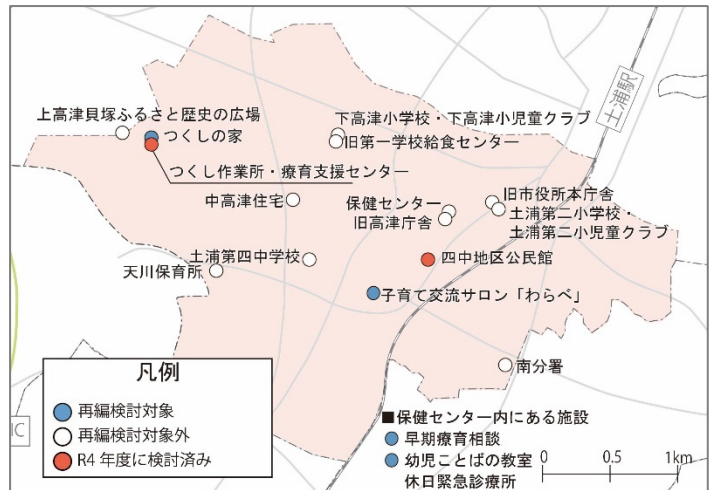 上高津貝塚ふるさと歴史の広場
つくしの家
つくし作業所・療育支援センター
下高津小学校・下高津小児童クラブ
旧第一学校給食センター
土浦駅
中高津住宅
保健センター
旧高津庁舎
旧市役所本庁舎
土浦第二小学校・
土浦第二小児童クラブ
土浦第四中学校
天川保育所
四中地区公民館
子育て交流サロン「わらべ」
南分署
IC
凡例
再編検討対象
再編検討対象外
R4年度に検討済み
■保健センター内にある施設
早期療育相談
幼児ことばの教室
休日緊急診療所
0 0.5 1km